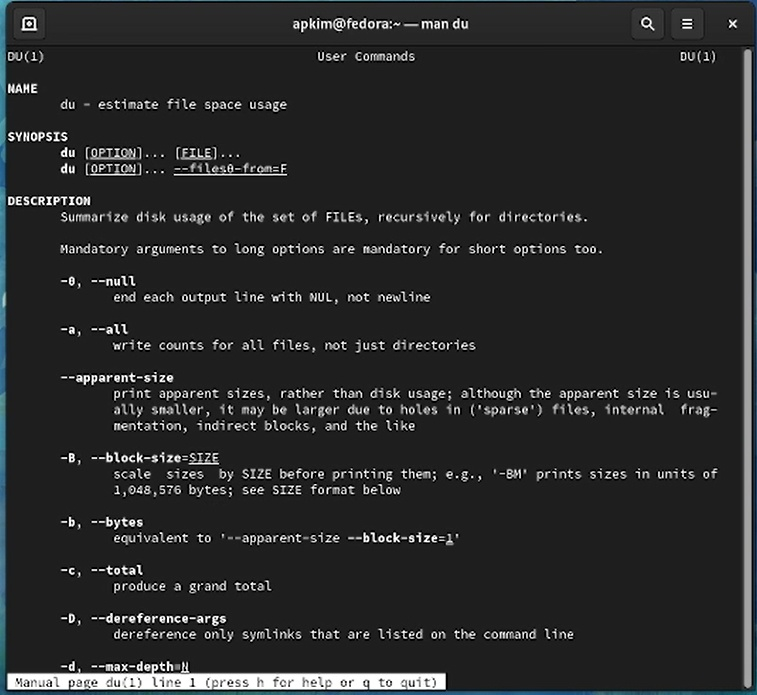 apkim@fedora:~ — man du
DU(1) User Commands DU(1)
NAME
du - estimate file space usage
SYNOPSIS
du [OPTION]... [FILE]...
du [OPTION]... --files0-from=F
DESCRIPTION
Summarize disk usage of the set of FILEs, recursively for directories.
Mandatory arguments to long options are mandatory for short options too.
-0, --null
end each output line with NUL, not newline
-a, --all
write counts for all files, not just directories
--apparent-size
print apparent sizes, rather than disk usage; although the apparent size is usu-
ally smaller, it may be larger due to holes in ('sparse') files, internal frag-
mentation, indirect blocks, and the like
-B, --block-size=SIZE
scale sizes by SIZE before printing them; e.g., '-BM' prints sizes in units of
1,048,576 bytes; see SIZE format below
-b, --bytes
equivalent to '--apparent-size --block-size=1'
-c, --total
produce a grand total
-D, --dereference-args
dereference only symlinks that are listed on the command line
-d, --max-depth=N
Manual page du(1) line 1 (press h for help or q to quit)